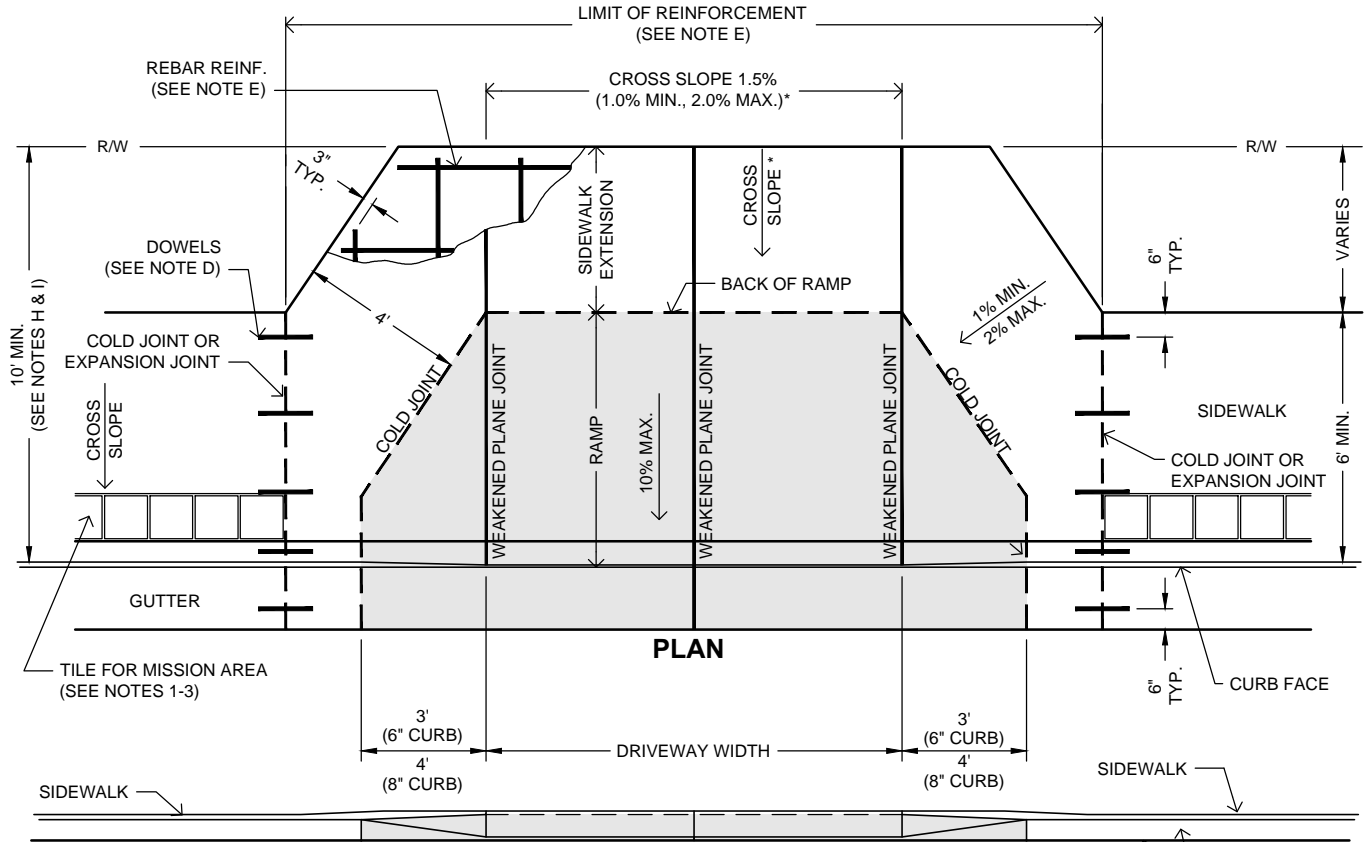 LIMIT OF REINFORCEMENT
(SEE NOTE E)
REBAR REINF.
(SEE NOTE E)
CROSS SLOPE 1.5%
(1.0% MIN., 2.0% MAX.)*
R/W
R/W
3"
TYP.
SIDEWALK
EXTENSION
CROSS
SLOPE *
VARIES
6"
TYP.
DOWELS
(SEE NOTE D)
BACK OF RAMP
1% MIN.
2% MAX.
4'
10' MIN.
(SEE NOTES H & I)
COLD JOINT OR
EXPANSION JOINT
CROSS
SLOPE
COLD JOINT
WEAKENED PLANE JOINT
RAMP
10% MAX.
WEAKENED PLANE JOINT
WEAKENED PLANE JOINT
COLD JOINT
SIDEWALK
6' MIN.
COLD JOINT OR
EXPANSION JOINT
GUTTER
PLAN
TILE FOR MISSION AREA
(SEE NOTES 1-3)
6"
TYP.
CURB FACE
3'
(6" CURB)
4'
(8" CURB)
DRIVEWAY WIDTH
3'
(6" CURB)
4'
(8" CURB)
SIDEWALK
SIDEWALK